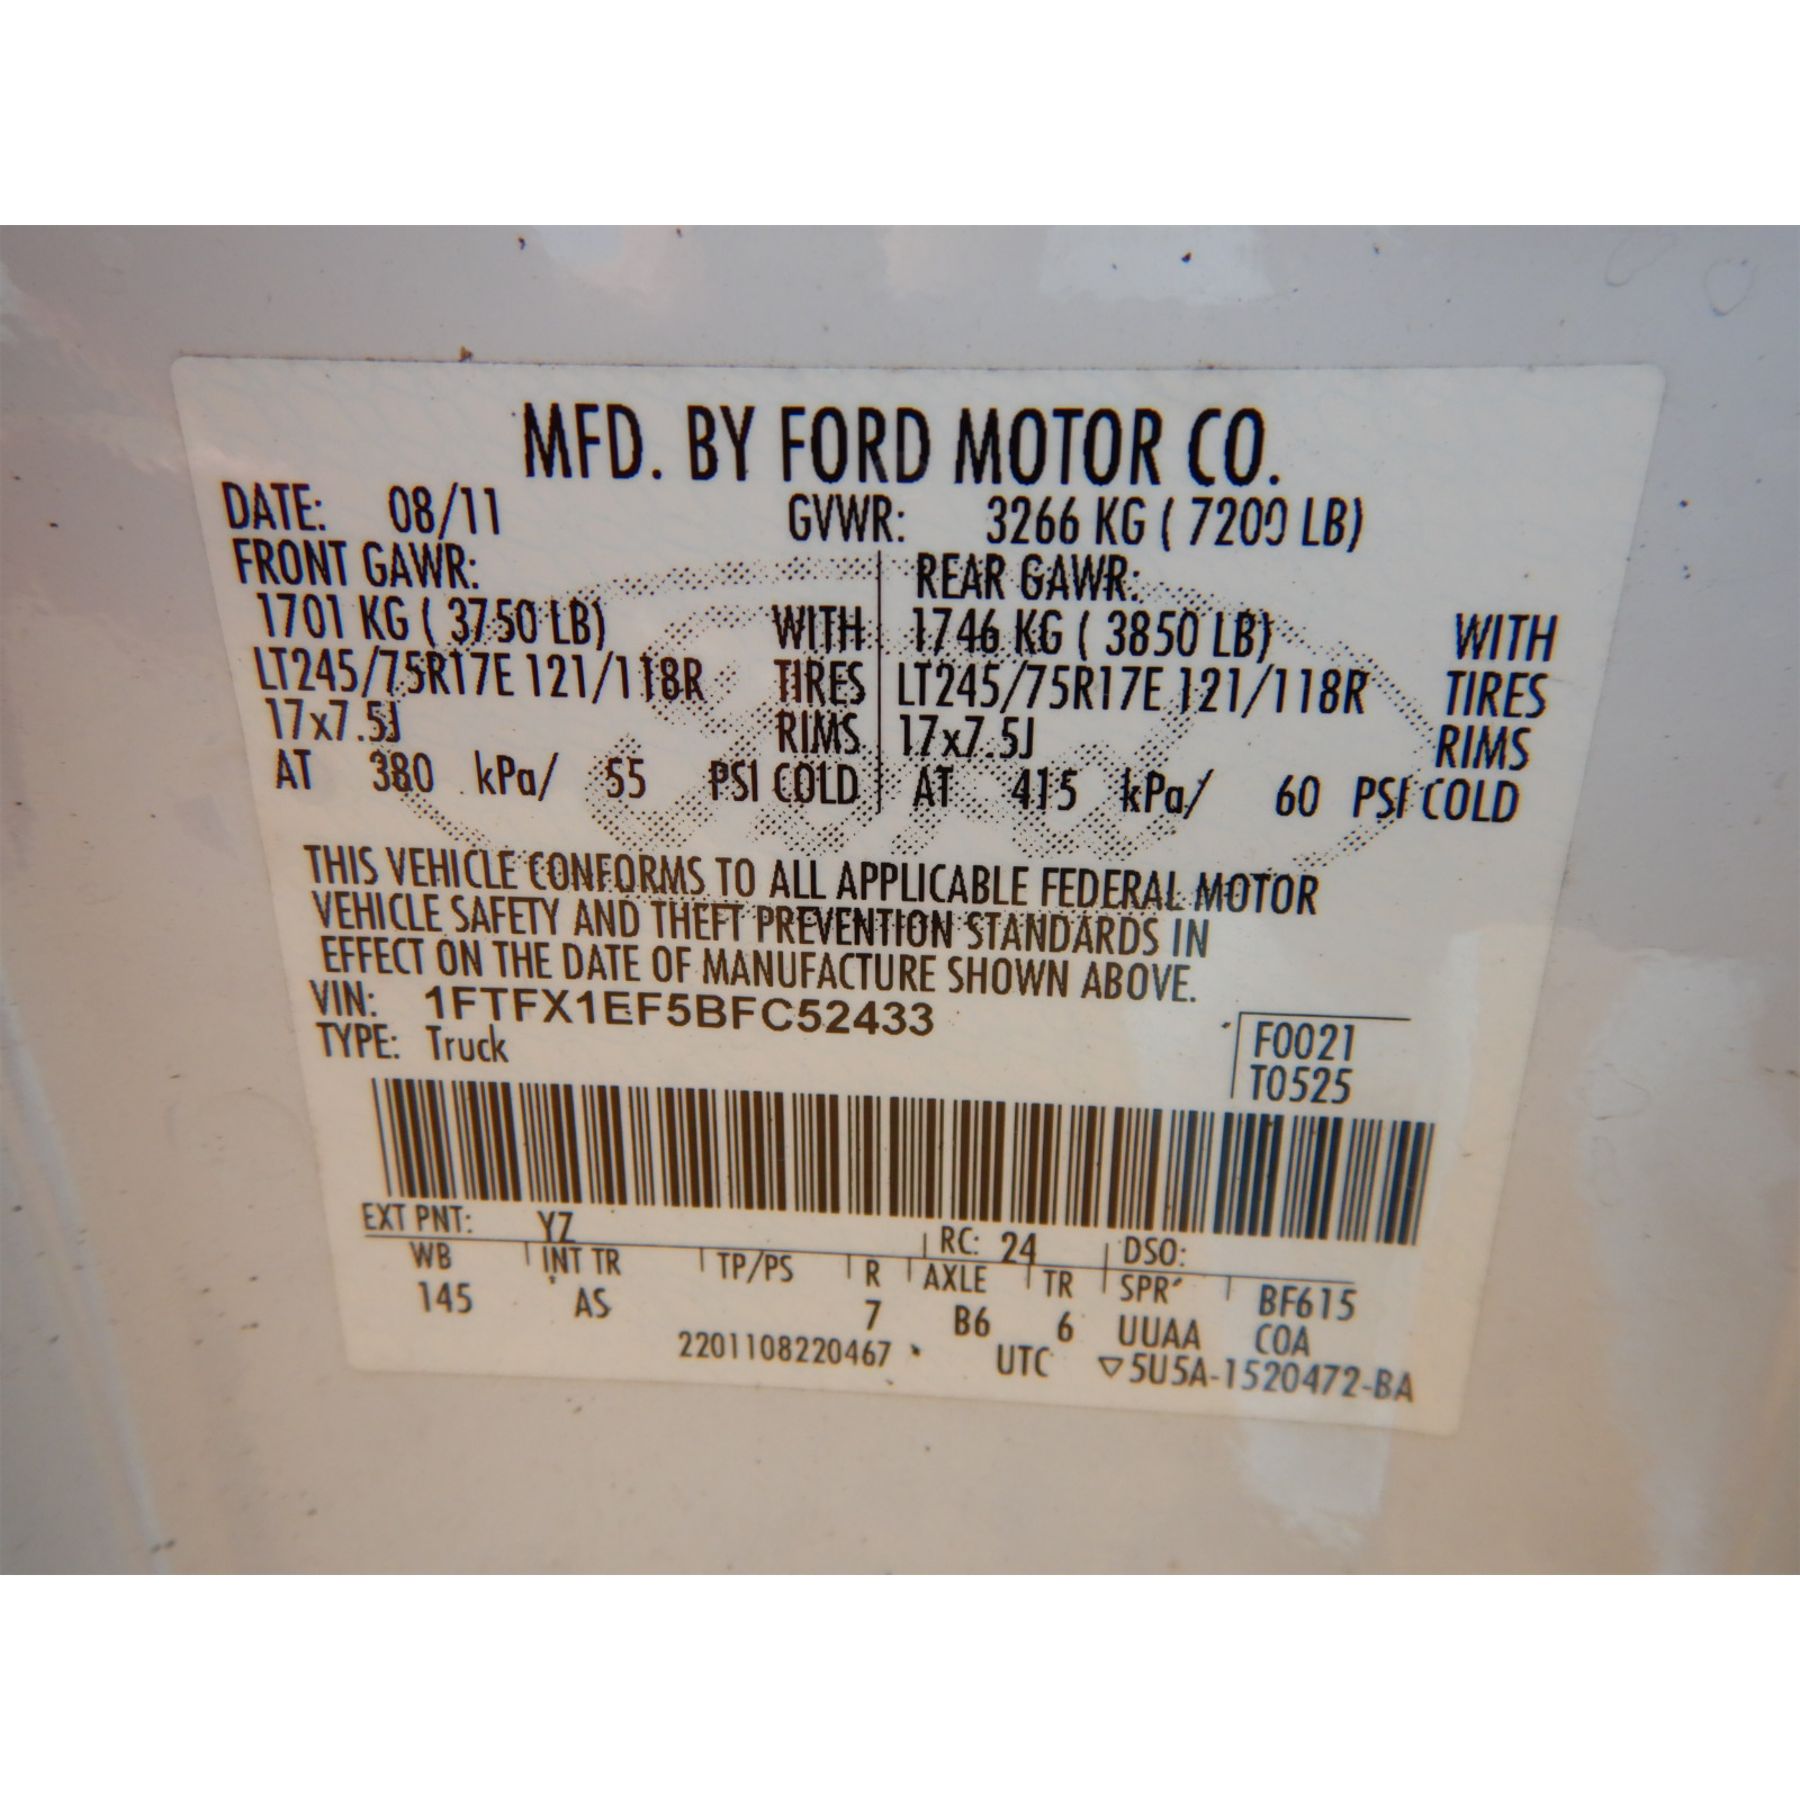 MFD. BY FORD MOTOR CO.
DATE: 08/11 GVWR: 3266 KG ( 7200 LB)
FRONT GAWR: REAR GAWR:
1701 KG ( 3750 LB) WITH 1746 KG ( 3850 LB) WITH
LT245/75R17E 121/118R TIRES LT245/75R17E 121/118R TIRES
17x7.5J RIMS 17x7.5J RIMS
AT 380 kPa/ 55 PSI COLD AT 415 kPa/ 60 PSI COLD
THIS VEHICLE CONFORMS TO ALL APPLICABLE FEDERAL MOTOR
VEHICLE SAFETY AND THEFT PREVENTION STANDARDS IN
EFFECT ON THE DATE OF MANUFACTURE SHOWN ABOVE.
VIN: 1FTFX1EF5BFC52433
TYPE: Truck
F0021
T0525
EXT PNT: YZ RC: 24 DSO:
WB INT TR TP/PS R AXLE TR SPR BF615
145 AS 7 B6 6 UUAA COA
2201108220467 UTC ▽5U5A-1520472-BA